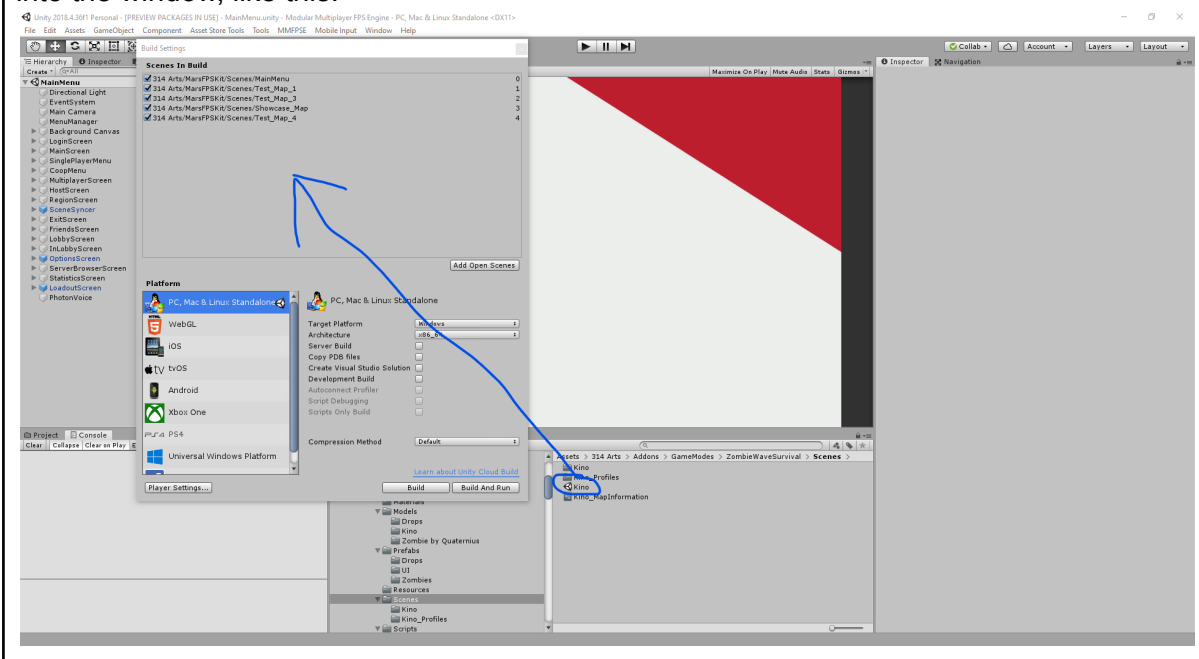 into the window, like this:
Unity 2018.4.36f1 Personal - [PREVIEW PACKAGES IN USE] - MainMenu.unity - Modular Multiplayer FPS Engine - PC, Mac & Linux Standalone <DX11>
File Edit Assets GameObject Component Asset Store Tools Tools MMFPSE Mobile Input Window Help
Collab Account Layers Layout
Hierarchy Inspector
Create All
MainMenu
Directional Light
EventSystem
Main Camera
MenuManager
Background Canvas
LoginScreen
MainScreen
SinglePlayerMenu
CoopMenu
MultiplayerScreen
HostScreen
RegionScreen
SceneSyncer
ExitScreen
FriendsScreen
LobbyScreen
InLobbyScreen
OptionsScreen
ServerBrowserScreen
StatisticsScreen
LoadoutScreen
PhotonVoice
Build Settings
Scenes In Build
314 Arts/MarsFPSKit/Scenes/MainMenu 0
314 Arts/MarsFPSKit/Scenes/Test_Map_1 1
314 Arts/MarsFPSKit/Scenes/Test_Map_3 2
314 Arts/MarsFPSKit/Scenes/Showcase_Map 3
314 Arts/MarsFPSKit/Scenes/Test_Map_4 4
Add Open Scenes
Platform
PC, Mac & Linux Standalone
WebGL
iOS
tvOS
Android
Xbox One
PS4
Universal Windows Platform
PC, Mac & Linux Standalone
Target Platform Windows
Architecture x86_64
Server Build
Copy PDB files
Create Visual Studio Solution
Development Build
Autoconnect Profiler
Script Debugging
Scripts Only Build
Compression Method Default
Learn about Unity Cloud Build
Player Settings... Build Build And Run
Maximize On Play Mute Audio Stats Gizmos
Inspector Navigation
Project Console
Clear Collapse Clear on Play
Materials
Models
Drops
Kino
Zombie by Quaternius
Prefabs
Drops
UI
Zombies
Resources
Scenes
Kino
Kino_Profiles
Scripts
Assets > 314 Arts > Addons > GameModes > ZombieWaveSurvival > Scenes >
Kino
Kino_Profiles
Kino
Kino_MapInformation